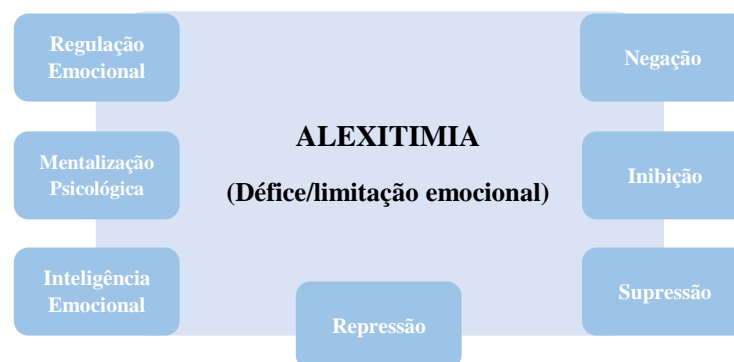 Regulação
Emocional
Negação
ALEXITIMIA
(Défice/limitação emocional)
Mentalização
Psicológica
Inibição
Inteligência
Emocional
Supressão
Repressão